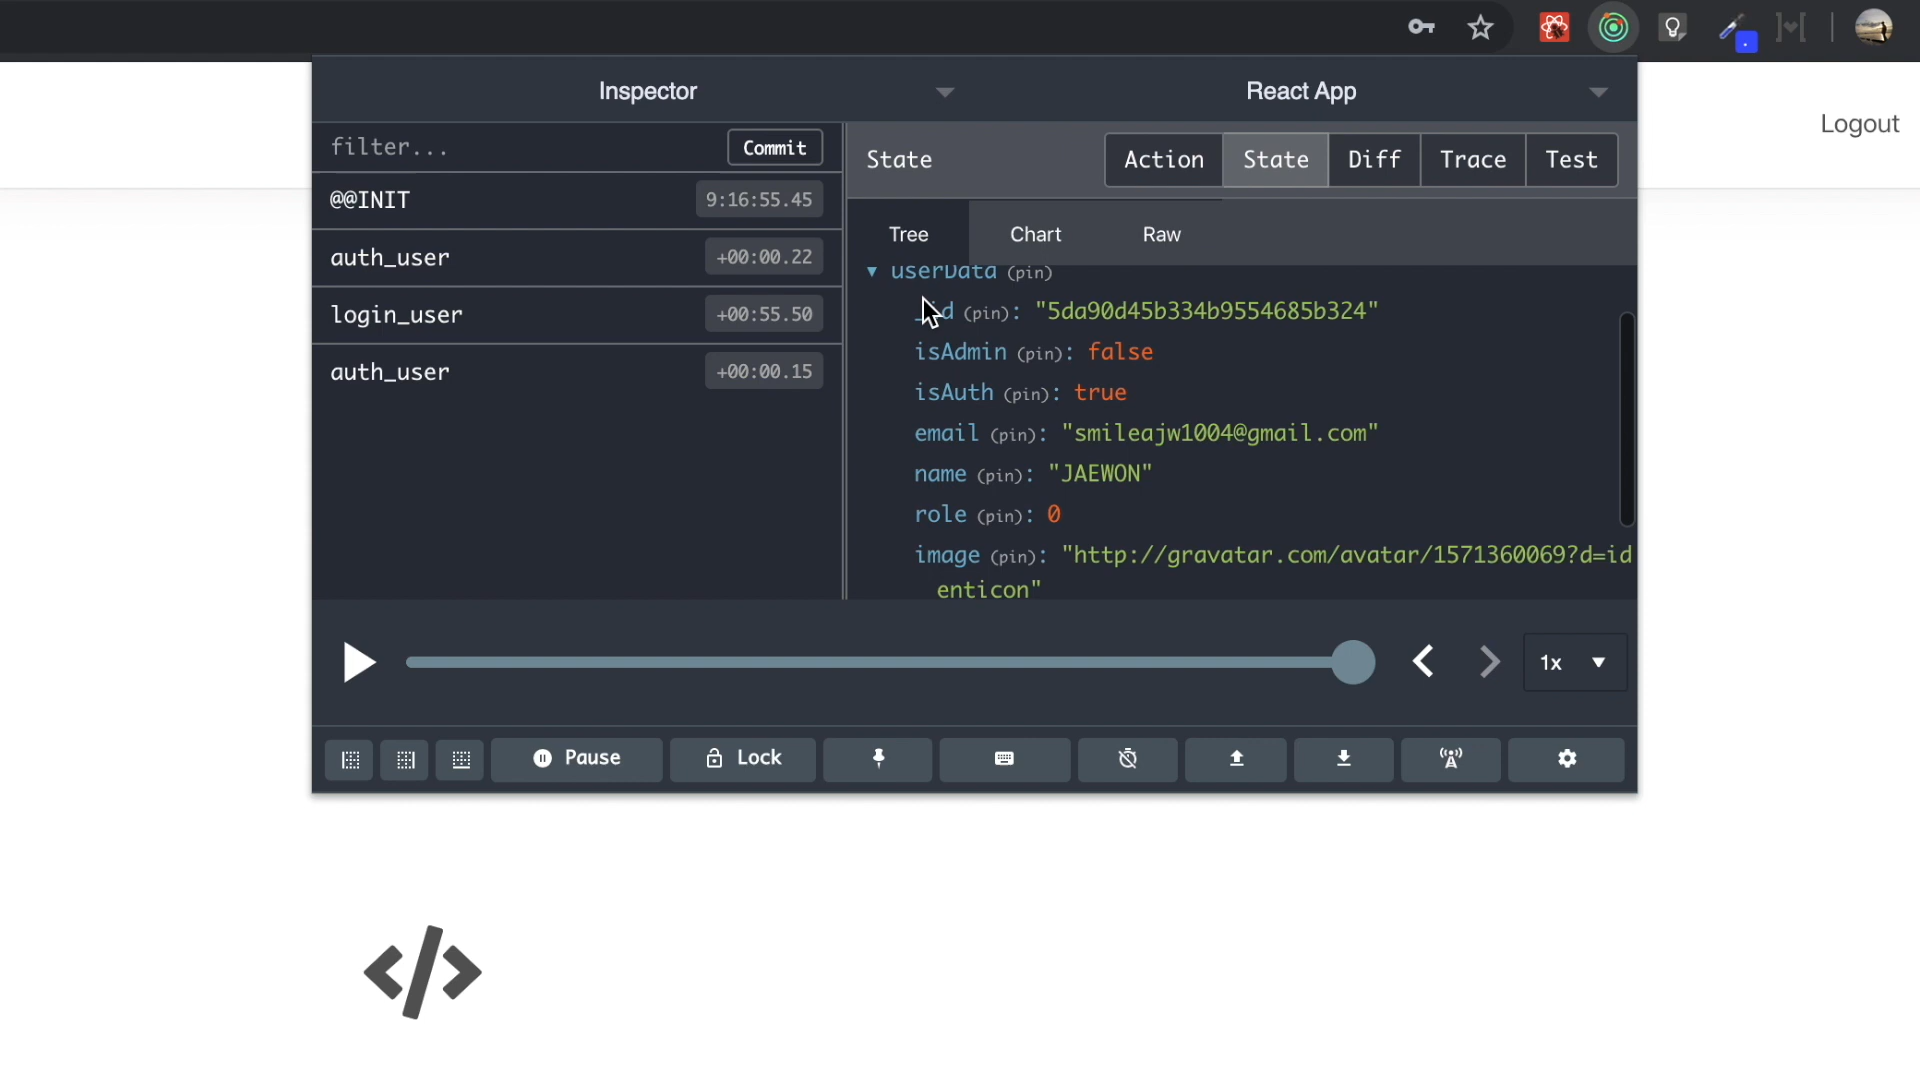 Inspector
React App
Logout
filter...
Commit
State
Action
State
Diff
Trace
Test
@@INIT
9:16:55.45
Tree
Chart
Raw
auth_user
+00:00.22
userData (pin)
login_user
+00:55.50
(pin): "5da90d45b334b9554685b324"
isAdmin (pin): false
auth_user
+00:00.15
isAuth (pin): true
email (pin): "smileajw1004@gmail.com"
name (pin): "JAEWON"
role (pin): 0
image (pin): "http://gravatar.com/avatar/1571360069?d=id
enticon"
1x
Pause
Lock
</>